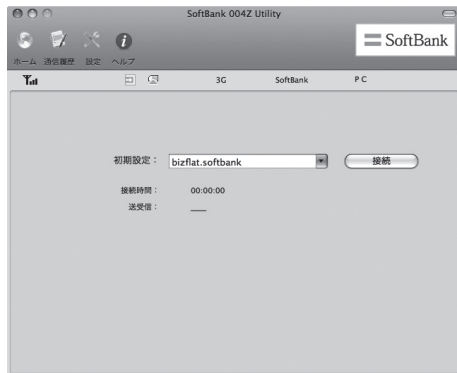 SoftBank 004Z Utility
SoftBank
ホーム 通信履歴 設定 ヘルプ
3G SoftBank PC
初期設定： bizflat.softbank 接続
接続時間： 00:00:00
送受信： ___